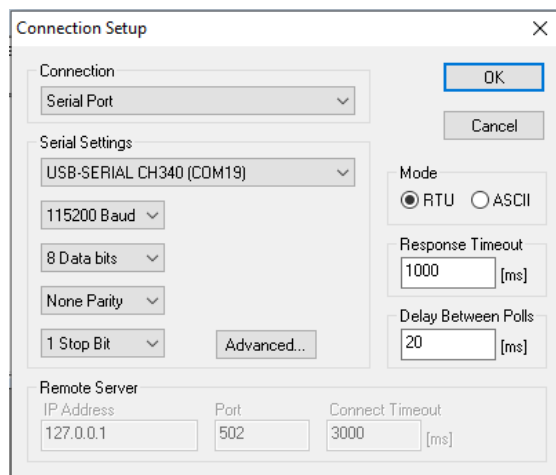 Connection Setup
Connection
OK
Serial Port
Cancel
Serial Settings
USB-SERIAL CH340 (COM19)
Mode
RTU ASCII
115200 Baud
Response Timeout
8 Data bits
1000 [ms]
None Parity
Delay Between Polls
1 Stop Bit Advanced... 20 [ms]
Remote Server
IP Address Port Connect Timeout
127.0.0.1 502 3000 [ms]